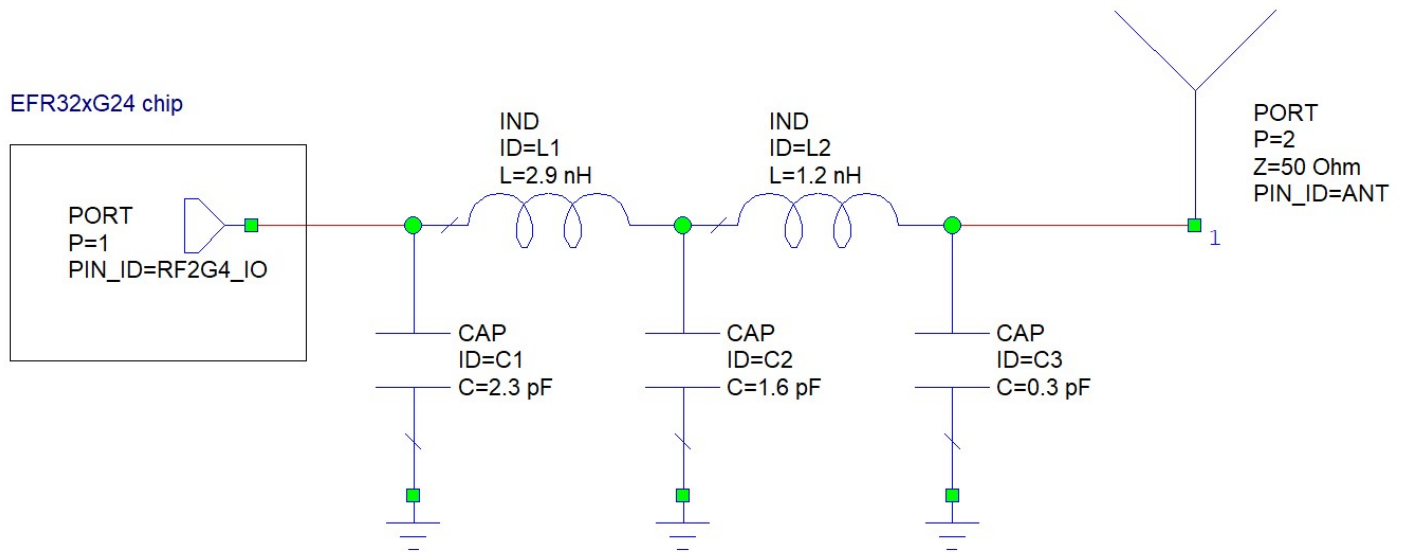 EFR32xG24 chip
PORT
P=1
PIN_ID=RF2G4_IO
IND
ID=L1
L=2.9 nH
IND
ID=L2
L=1.2 nH
PORT
P=2
Z=50 Ohm
PIN_ID=ANT
1
CAP
ID=C1
C=2.3 pF
CAP
ID=C2
C=1.6 pF
CAP
ID=C3
C=0.3 pF